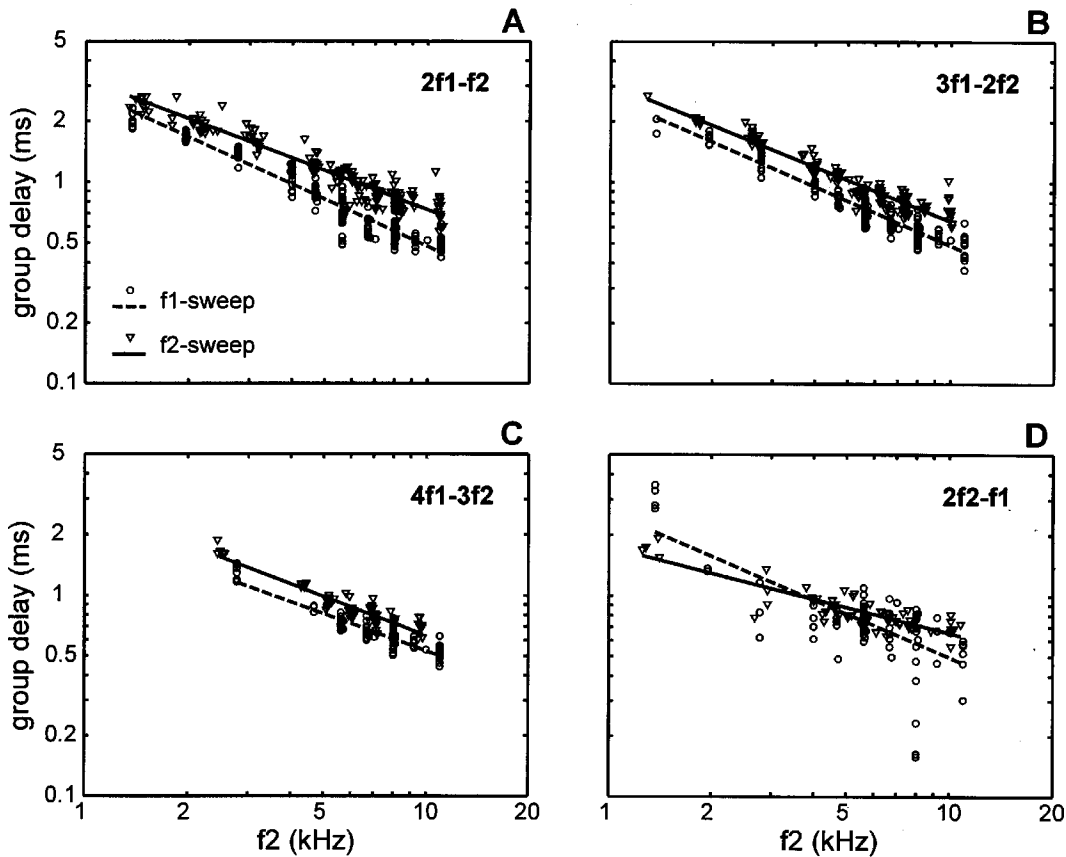 A
B
5
2f1-f2
3f1-2f2
2
1
0.5
0.2
0.1
group delay (ms)
f1-sweep
f2-sweep
C
D
5
4f1-3f2
2f2-f1
2
1
0.5
0.2
0.1
group delay (ms)
1 2 5 10 20
1 2 5 10 20
f2 (kHz)
f2 (kHz)